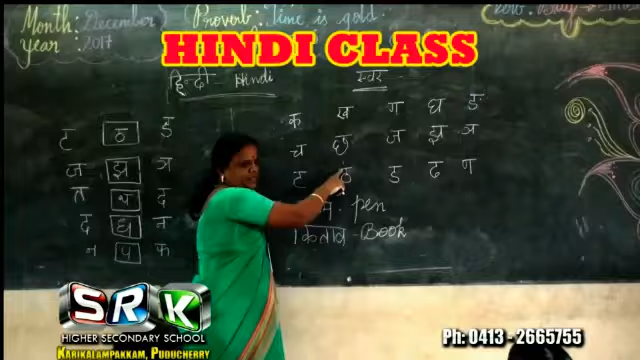 Month: December
Year: 2017
Proverb: Time is gold.
HINDI CLASS
हिन्दी - Hindi
स्वर
क ख ग घ ङ
च छ ज झ ञ
ट ठ ड ढ ण
pen
किताब - Book
ट ठ ड
ज झ ञ
त थ द
द ध न
न प फ
SRK
HIGHER SECONDARY SCHOOL
KARIKALAMPAKKAM, PUDUCHERRY
Ph: 0413 - 2665755